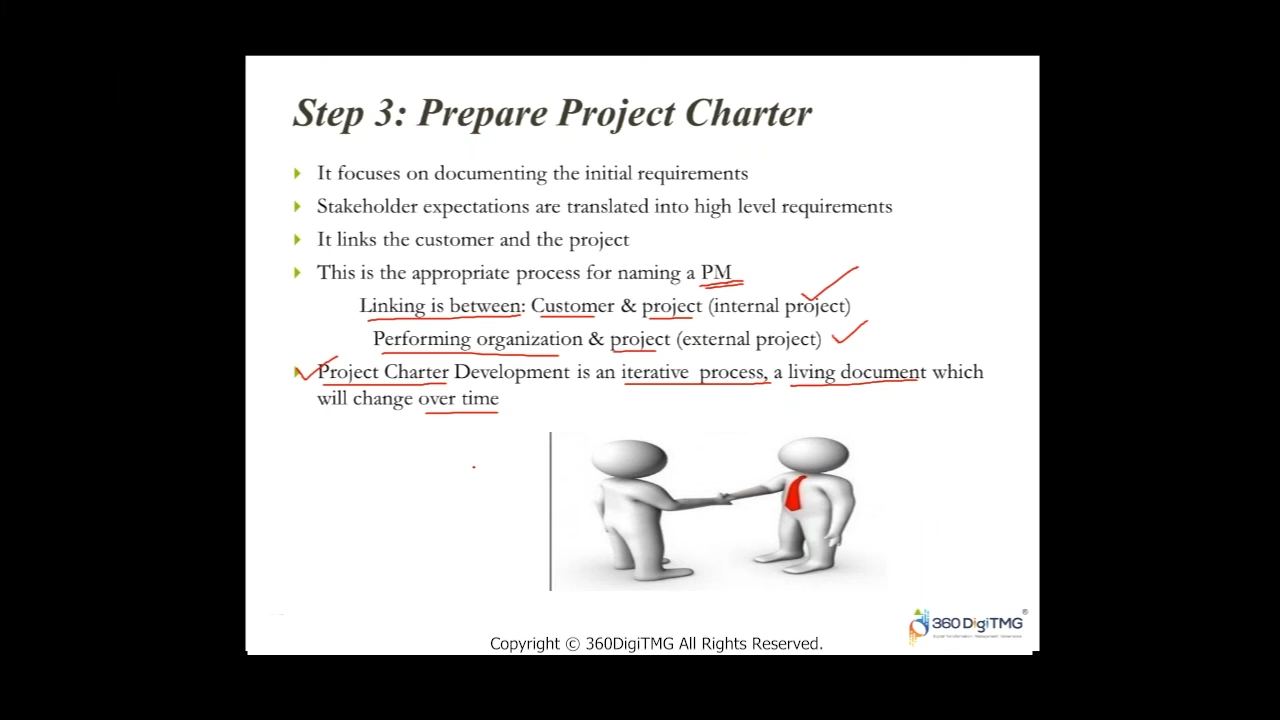 Step 3: Prepare Project Charter
It focuses on documenting the initial requirements
Stakeholder expectations are translated into high level requirements
It links the customer and the project
This is the appropriate process for naming a PM
Linking is between: Customer & project (internal project)
Performing organization & project (external project)
Project Charter Development is an iterative process, a living document which
will change over time
360DigiTMG®
Copyright © 360DigiTMG All Rights Reserved.